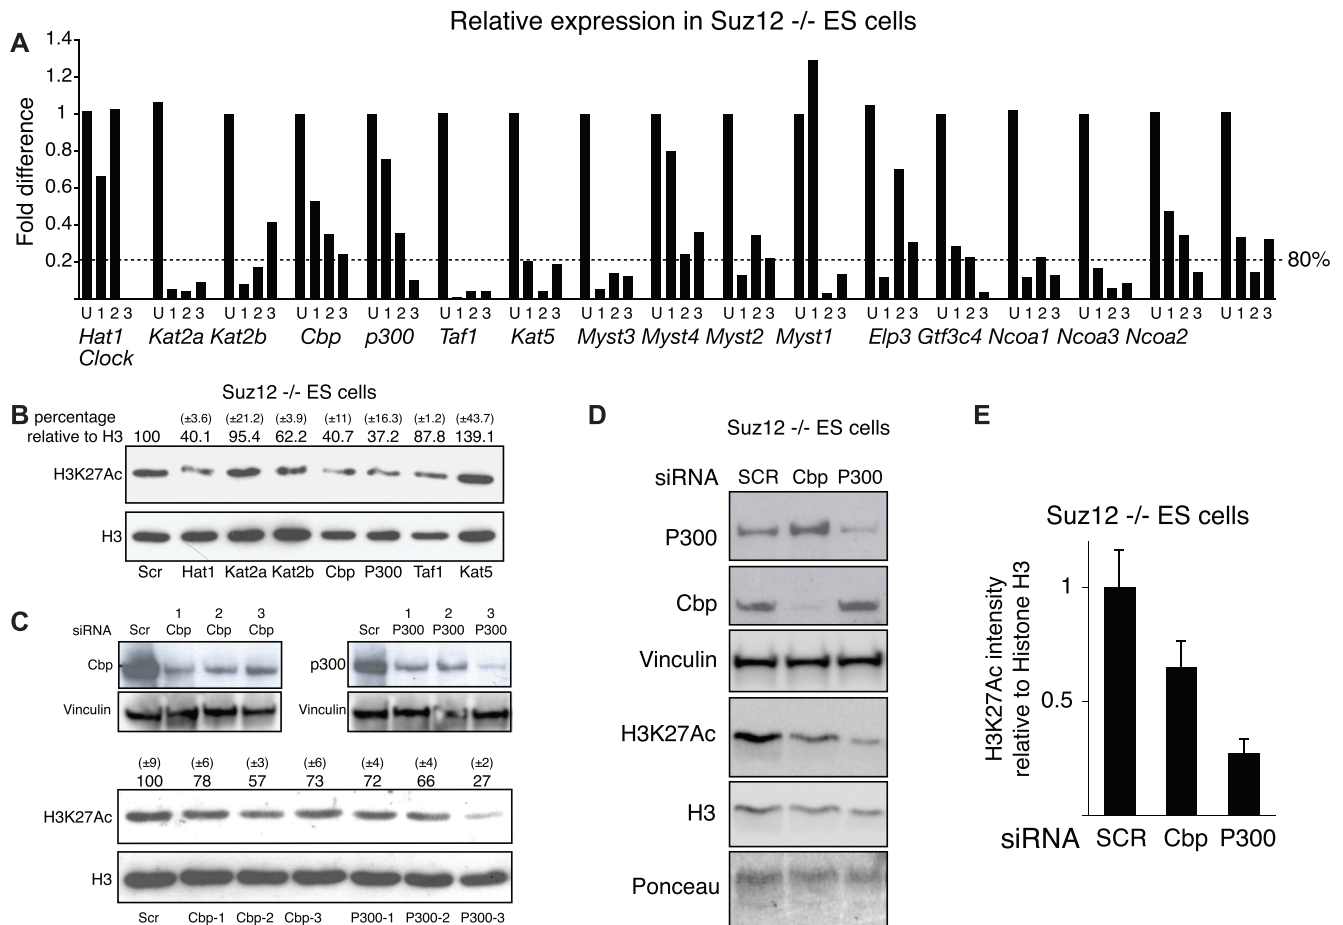 Relative expression in Suz12 -/- ES cells
A
Fold difference
1.4
1.2
1
0.8
0.6
0.4
0.2
80%
U 1 2 3 U 1 2 3 U 1 2 3 U 1 2 3 U 1 2 3 U 1 2 3 U 1 2 3 U 1 2 3 U 1 2 3 U 1 2 3 U 1 2 3 U 1 2 3 U 1 2 3 U 1 2 3 U 1 2 3 U 1 2 3 U 1 2 3
Hat1 Kat2a Kat2b Cbp p300 Taf1 Kat5 Myst3 Myst4 Myst2 Myst1 Elp3 Gtf3c4 Ncoa1 Ncoa3 Ncoa2
Clock
B
Suz12 -/- ES cells
percentage (±3.6) (±21.2) (±3.9) (±11) (±16.3) (±1.2) (±43.7)
relative to H3 100 40.1 95.4 62.2 40.7 37.2 87.8 139.1
H3K27Ac
H3
Scr Hat1 Kat2a Kat2b Cbp P300 Taf1 Kat5
C
1 2 3
siRNA Scr Cbp Cbp Cbp
Cbp
Vinculin
1 2 3
Scr P300 P300 P300
p300
Vinculin
(±9) (±6) (±3) (±6) (±4) (±4) (±2)
100 78 57 73 72 66 27
H3K27Ac
H3
Scr Cbp-1 Cbp-2 Cbp-3 P300-1 P300-2 P300-3
D
Suz12 -/- ES cells
siRNA SCR Cbp P300
P300
Cbp
Vinculin
H3K27Ac
H3
Ponceau
E
Suz12 -/- ES cells
H3K27Ac intensity
relative to Histone H3
1
0.5
siRNA SCR Cbp P300